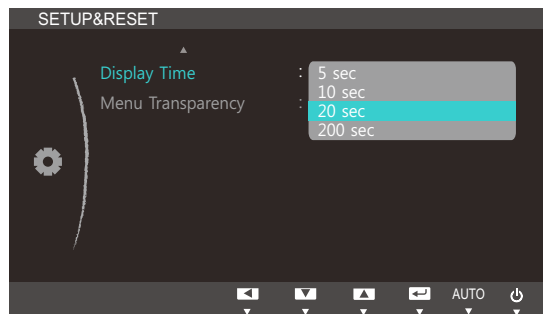 SETUP&RESET
Display Time : 5 sec
10 sec
Menu Transparency : 20 sec
200 sec
AUTO